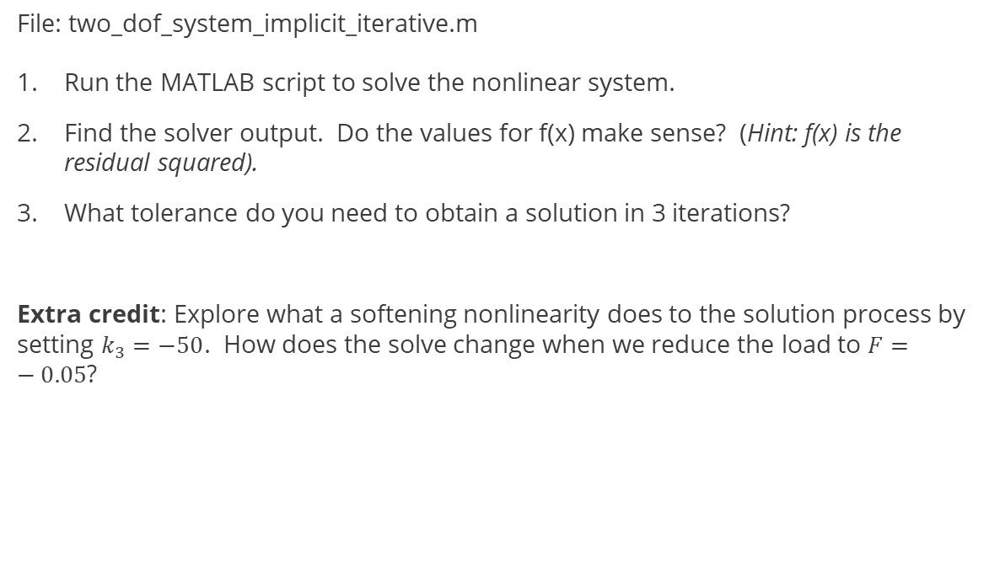 File: two_dof_system_implicit_iterative.m
1. Run the MATLAB script to solve the nonlinear system.
2. Find the solver output. Do the values for f(x) make sense? (Hint: f(x) is the
residual squared).
3. What tolerance do you need to obtain a solution in 3 iterations?
Extra credit: Explore what a softening nonlinearity does to the solution process by
setting k₃ = −50. How does the solve change when we reduce the load to F =
− 0.05?